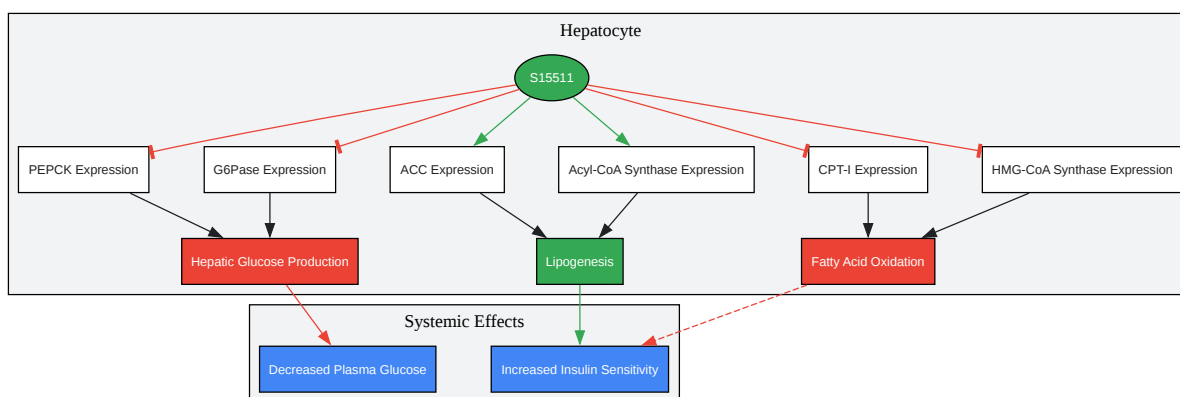 Hepatocyte
S15511
PEPCK Expression
G6Pase Expression
ACC Expression
Acyl-CoA Synthase Expression
CPT-I Expression
HMG-CoA Synthase Expression
Hepatic Glucose Production
Lipogenesis
Fatty Acid Oxidation
Systemic Effects
Decreased Plasma Glucose
Increased Insulin Sensitivity